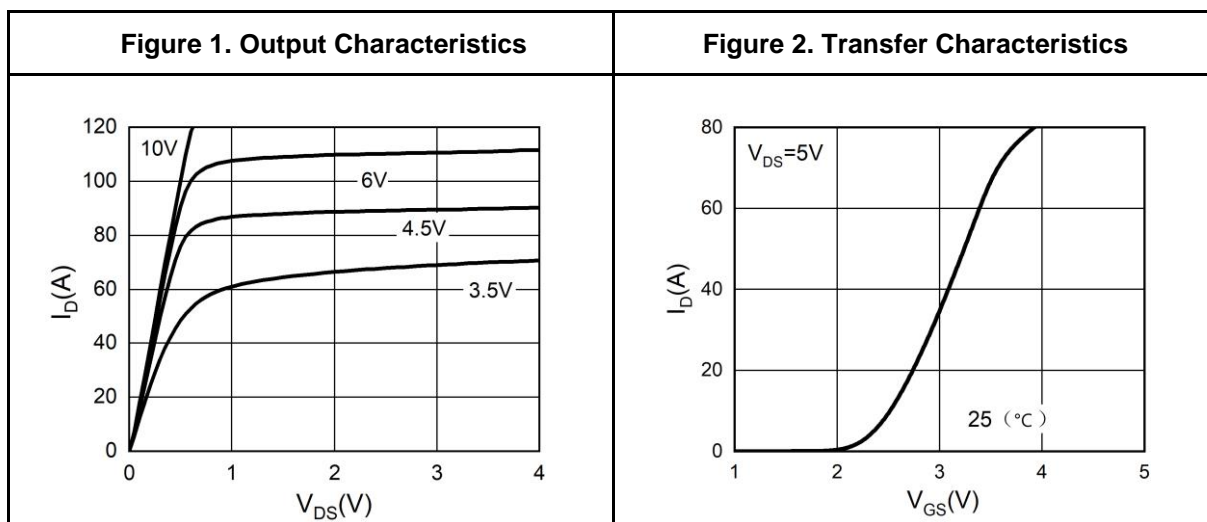 Figure 1. Output Characteristics
120
100
80
60
40
20
0
I_D(A)
10V
6V
4.5V
3.5V
0 1 2 3 4
V_DS(V)
Figure 2. Transfer Characteristics
80
60
40
20
0
I_D(A)
V_DS=5V
25（℃）
1 2 3 4 5
V_GS(V)